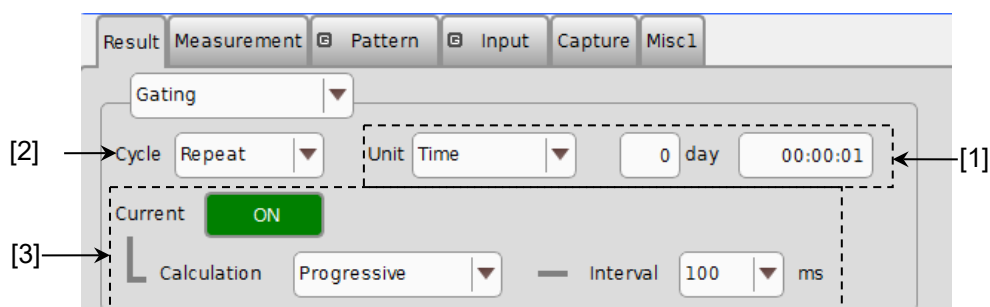 Result Measurement G Pattern G Input Capture Misc1
Gating
[2] Cycle Repeat Unit Time 0 day 00:00:01 [1]
Current ON
[3] Calculation Progressive Interval 100 ms